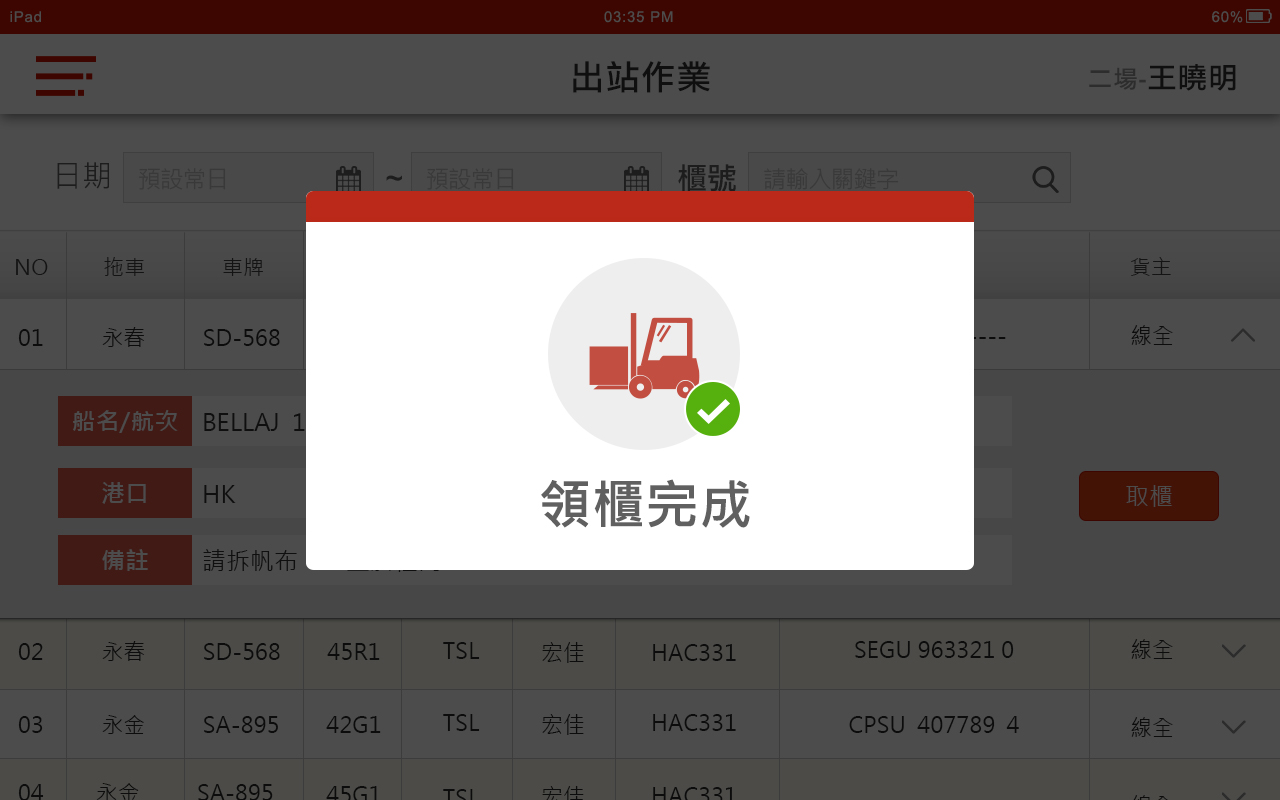 iPad 03:35 PM 60%
出站作業 二場-王曉明
日期 預設常日 ~ 預設常日 櫃號 請輸入關鍵字
NO 拖車 車牌 貨主
01 永春 SD-568 ---- 線全
船名/航次 BELLAJ 1
領櫃完成
港口 HK 取櫃
備註 請拆帆布
02 永春 SD-568 45R1 TSL 宏佳 HAC331 SEGU 963321 0 線全
03 永金 SA-895 42G1 TSL 宏佳 HAC331 CPSU 407789 4 線全
04 永金 SA-895 45G1 TSL 宏佳 HAC331 線全